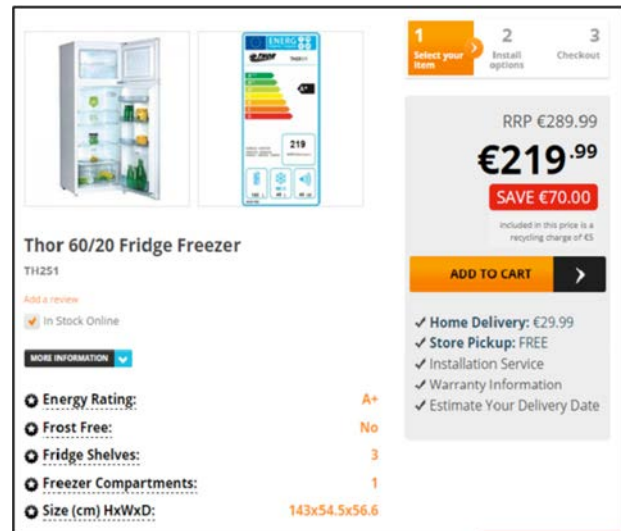 ENERG
THOR
219
1
Select your
item
2
Install
options
3
Checkout
RRP €289.99
€219.99
SAVE €70.00
included in this price is a
recycling charge of €5
ADD TO CART
Home Delivery: €29.99
Store Pickup: FREE
Installation Service
Warranty Information
Estimate Your Delivery Date
Thor 60/20 Fridge Freezer
TH251
Add a review
In Stock Online
MORE INFORMATION
Energy Rating: A+
Frost Free: No
Fridge Shelves: 3
Freezer Compartments: 1
Size (cm) HxWxD: 143x54.5x56.6